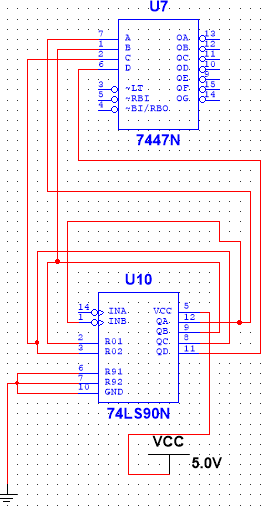 U7
7 A OA 13
1 B OB 12
2 C OC 11
6 D OD 10
OE 9
3 ~LT OF 15
5 ~RBI OG 14
4 ~BI/RBO
7447N
U10
14 INA VCC 5
1 INB QA 12
QB 9
2 R01 QC 8
3 R02 QD 11
6 R91
7 R92
10 GND
74LS90N
VCC
5.0V